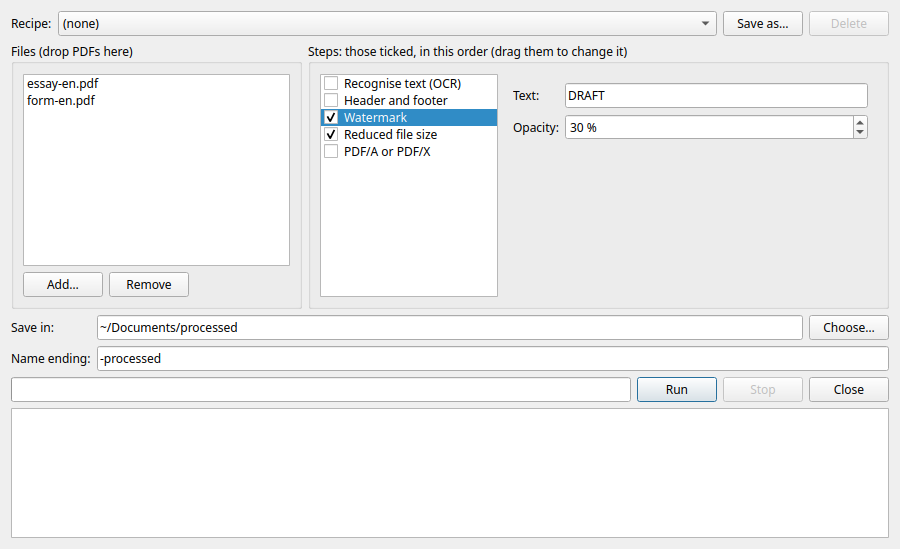 Recipe: (none) Save as... Delete
Files (drop PDFs here)
essay-en.pdf
form-en.pdf
Add... Remove
Steps: those ticked, in this order (drag them to change it)
Recognise text (OCR)
Header and footer
Watermark
Reduced file size
PDF/A or PDF/X
Text: DRAFT
Opacity: 30 %
Save in: ~/Documents/processed Choose...
Name ending: -processed
Run Stop Close